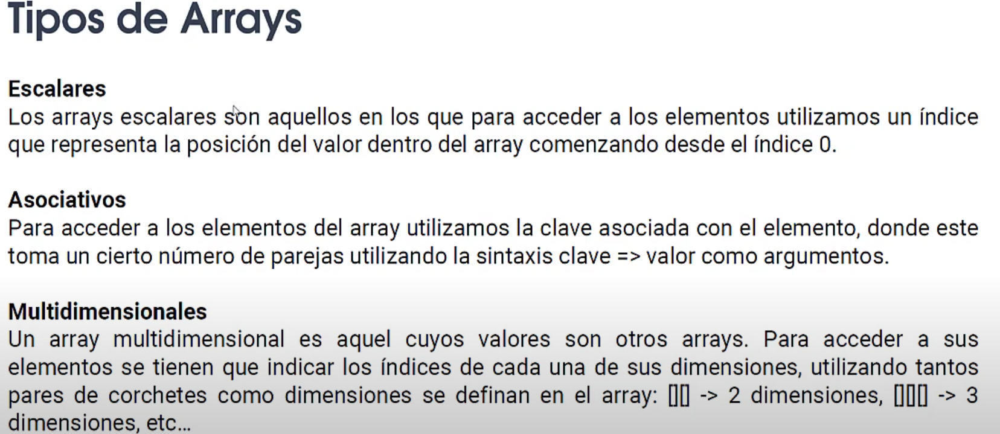 Tipos de Arrays
Escalares
Los arrays escalares son aquellos en los que para acceder a los elementos utilizamos un índice
que representa la posición del valor dentro del array comenzando desde el índice 0.
Asociativos
Para acceder a los elementos del array utilizamos la clave asociada con el elemento, donde este
toma un cierto número de parejas utilizando la sintaxis clave => valor como argumentos.
Multidimensionales
Un array multidimensional es aquel cuyos valores son otros arrays. Para acceder a sus
elementos se tienen que indicar los índices de cada una de sus dimensiones, utilizando tantos
pares de corchetes como dimensiones se definan en el array: [][] -> 2 dimensiones, [][][] -> 3
dimensiones, etc...